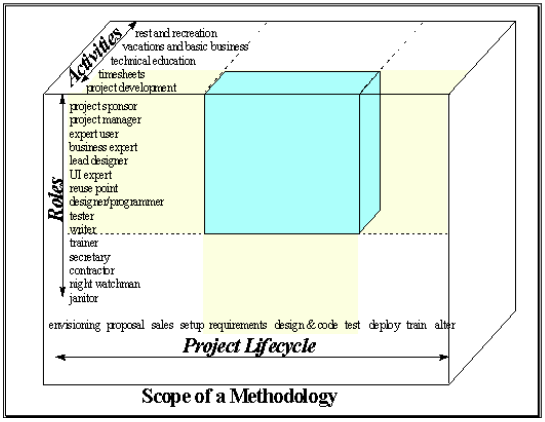 Activities
rest and recreation
vacations and basic business
technical education
timesheets
project development
Roles
project sponsor
project manager
expert user
business expert
lead designer
UI expert
reuse point
designer/programmer
tester
writer
trainer
secretary
contractor
night watchman
janitor
envisioning proposal sales setup requirements design & code test deploy train alter
Project Lifecycle
Scope of a Methodology